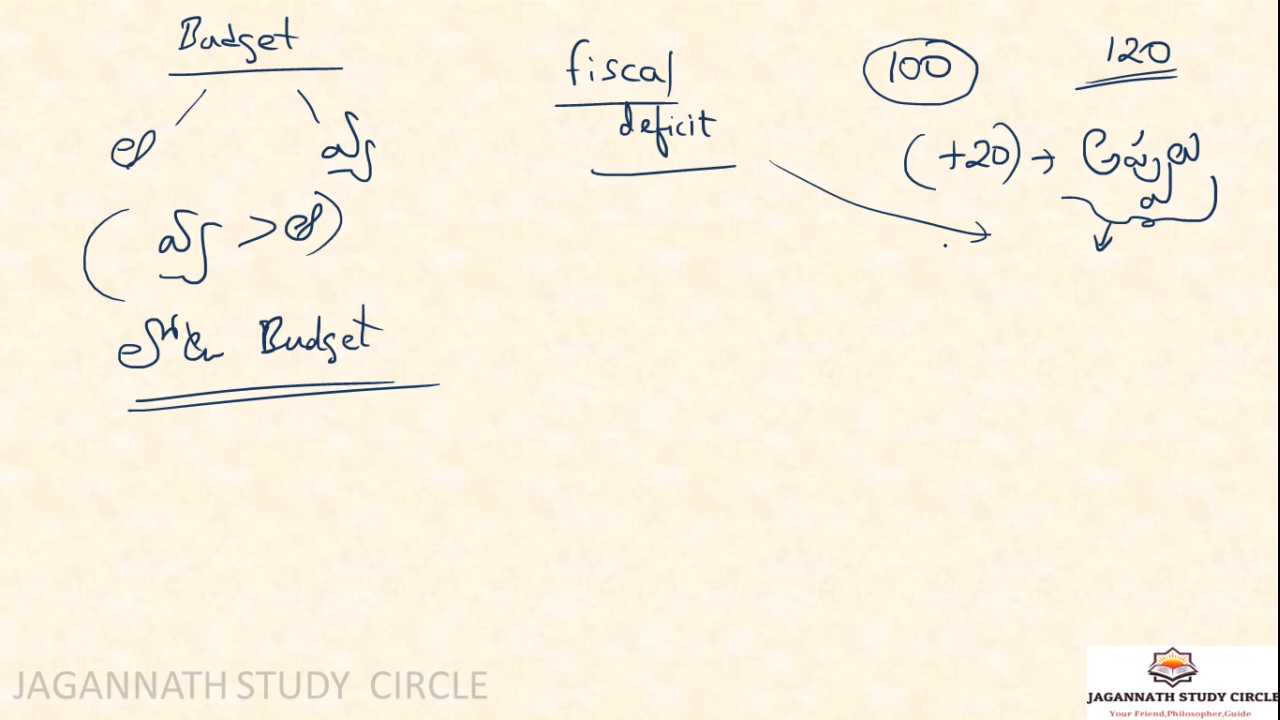 Budget
ఆ వ్య
(వ్య > ఆ)
లోటు Budget
fiscal
deficit
100 120
(+20) → అప్పులు
JAGANNATH STUDY CIRCLE
JAGANNATH STUDY CIRCLE
Your Friend,Philosopher,Guide